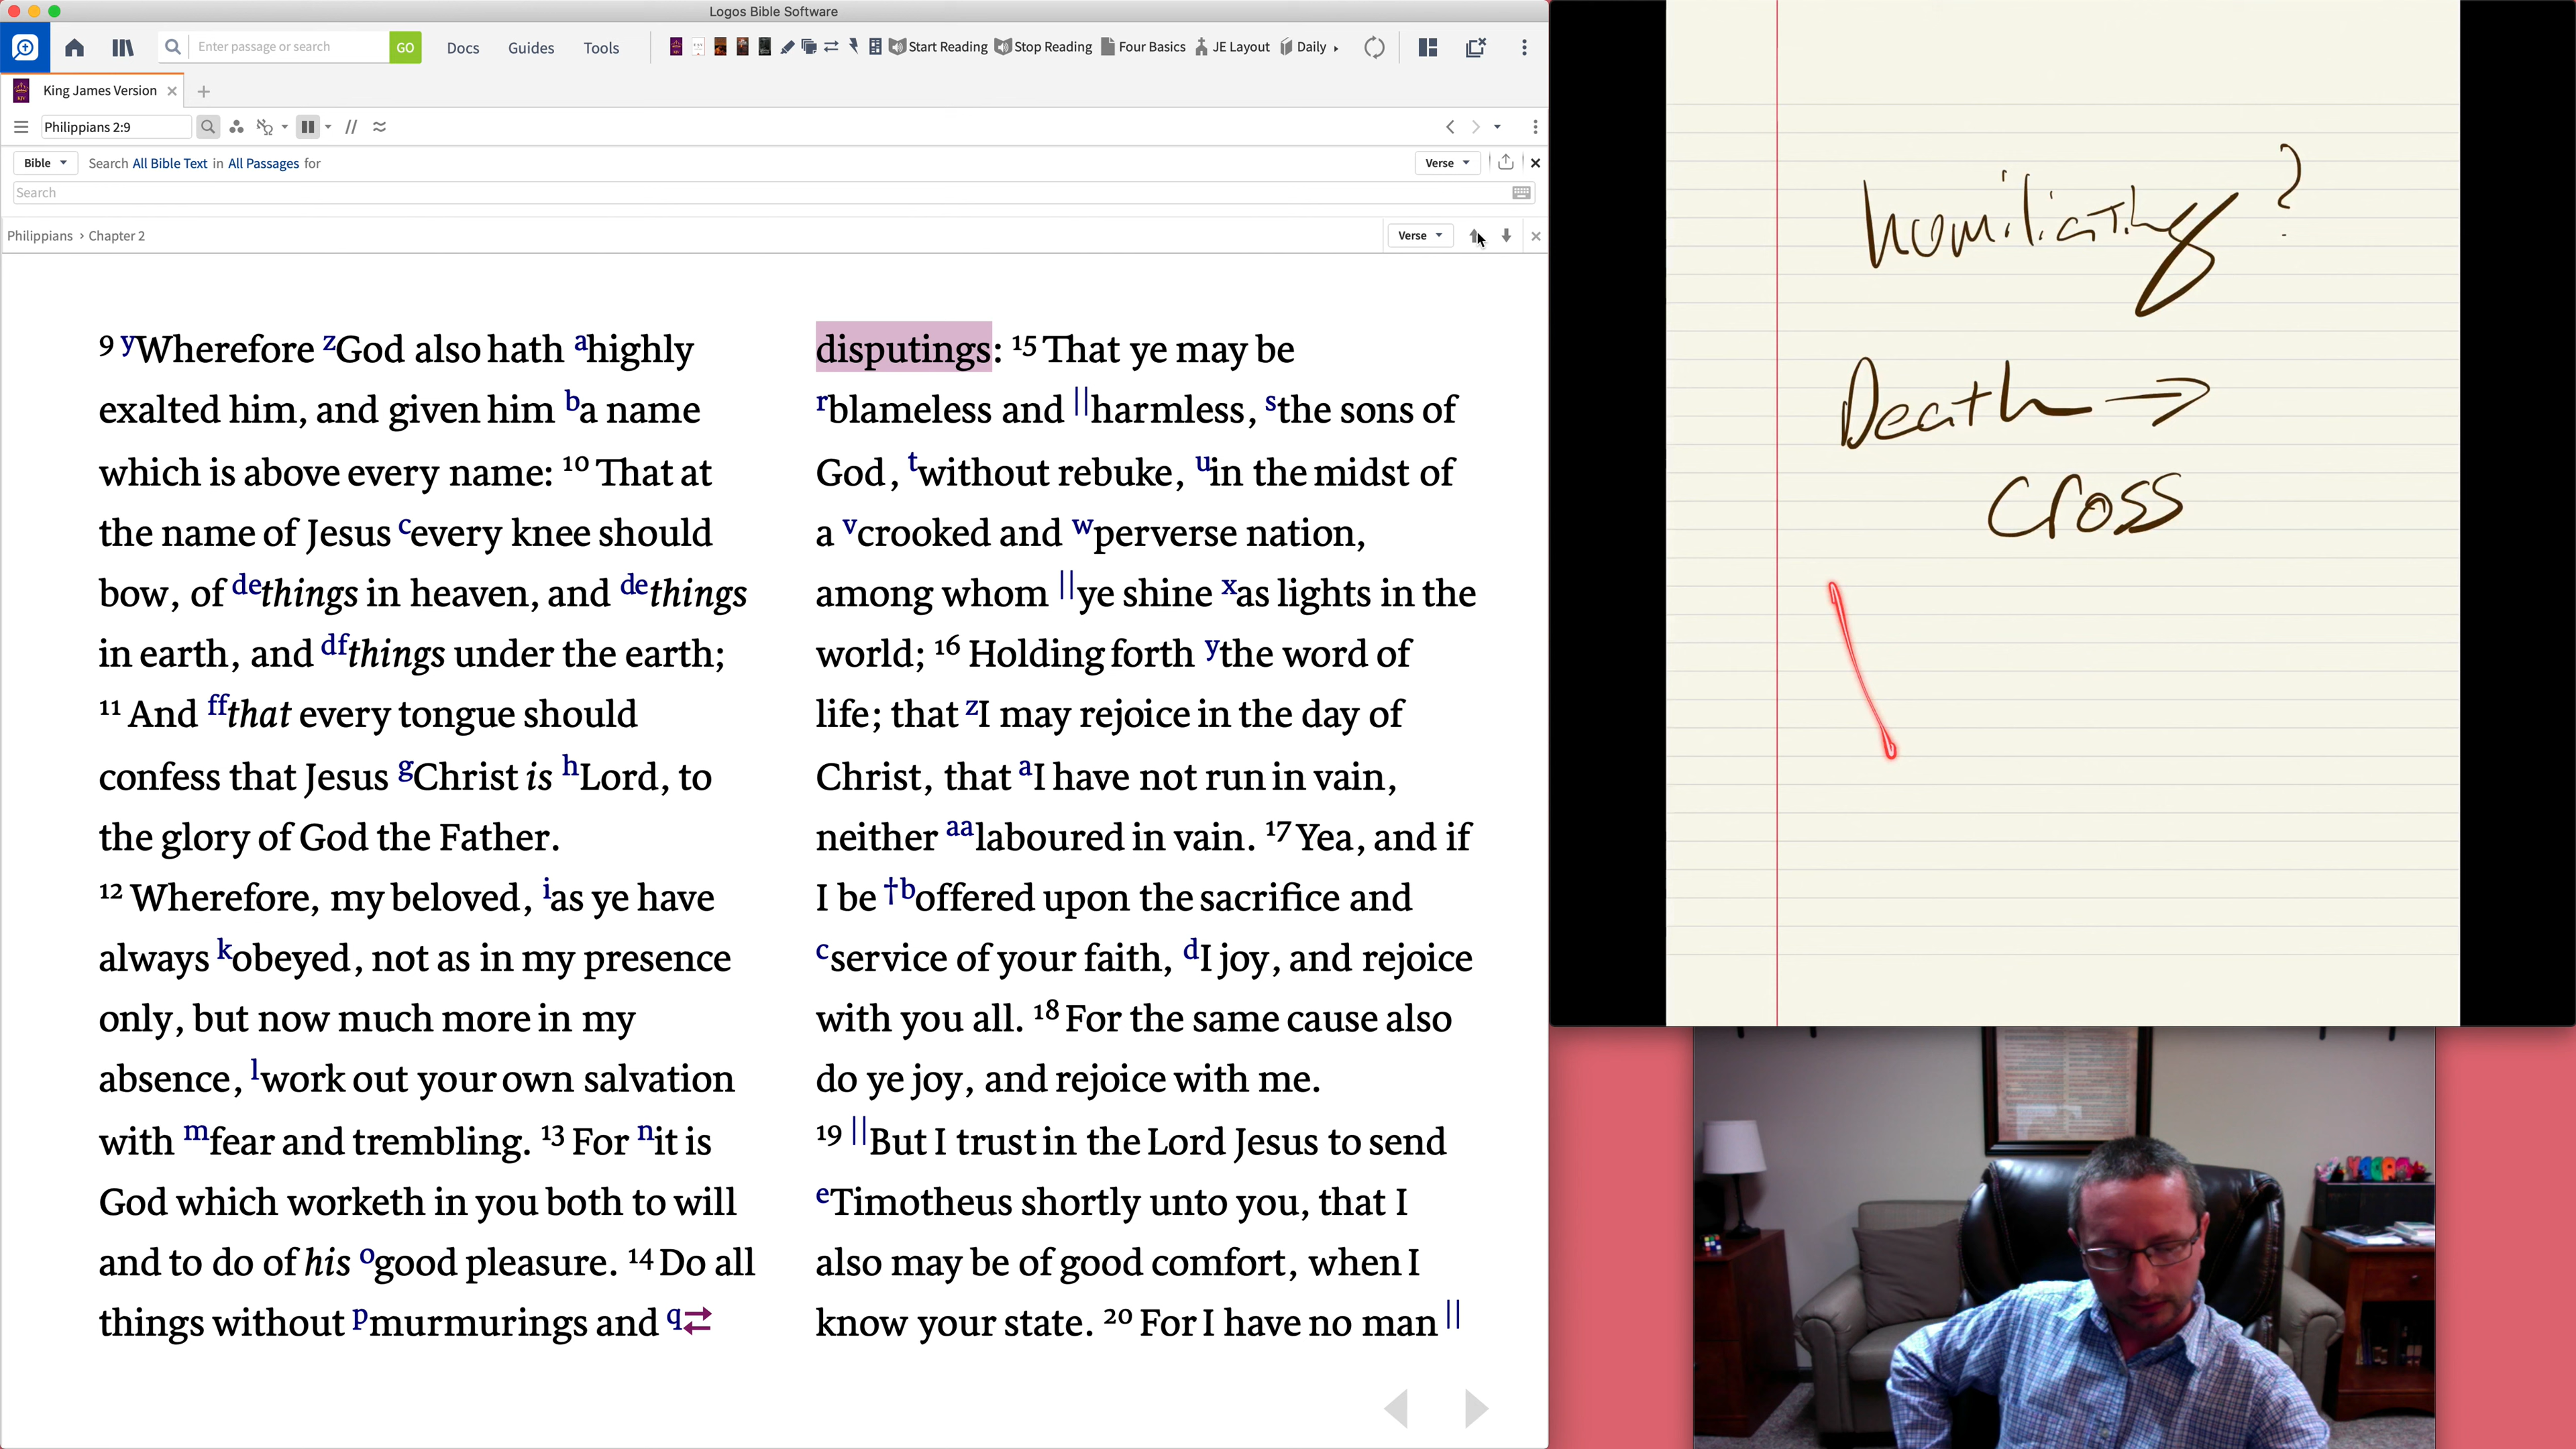 Logos Bible Software
Enter passage or search
GO
Docs
Guides
Tools
Start Reading
Stop Reading
Four Basics
JE Layout
Daily
King James Version
Philippians 2:9
Bible
Search All Bible Text in All Passages for
Verse
Search
Philippians › Chapter 2
Verse
9 yWherefore zGod also hath ahighly
exalted him, and given him ba name
which is above every name: 10 That at
the name of Jesus cevery knee should
bow, of dethings in heaven, and dethings
in earth, and dfthings under the earth;
11 And ffthat every tongue should
confess that Jesus gChrist is hLord, to
the glory of God the Father.
12 Wherefore, my beloved, ias ye have
always kobeyed, not as in my presence
only, but now much more in my
absence, lwork out your own salvation
with mfear and trembling. 13 For nit is
God which worketh in you both to will
and to do of his ogood pleasure. 14 Do all
things without pmurmurings and q⇄
disputings: 15 That ye may be
rblameless and ||harmless, sthe sons of
God, twithout rebuke, uin the midst of
a vcrooked and wperverse nation,
among whom ||ye shine xas lights in the
world; 16 Holding forth ythe word of
life; that zI may rejoice in the day of
Christ, that aI have not run in vain,
neither aalaboured in vain. 17 Yea, and if
I be †boffered upon the sacrifice and
cservice of your faith, dI joy, and rejoice
with you all. 18 For the same cause also
do ye joy, and rejoice with me.
19 ||But I trust in the Lord Jesus to send
eTimotheus shortly unto you, that I
also may be of good comfort, when I
know your state. 20 For I have no man ||
?
Death →
Cross